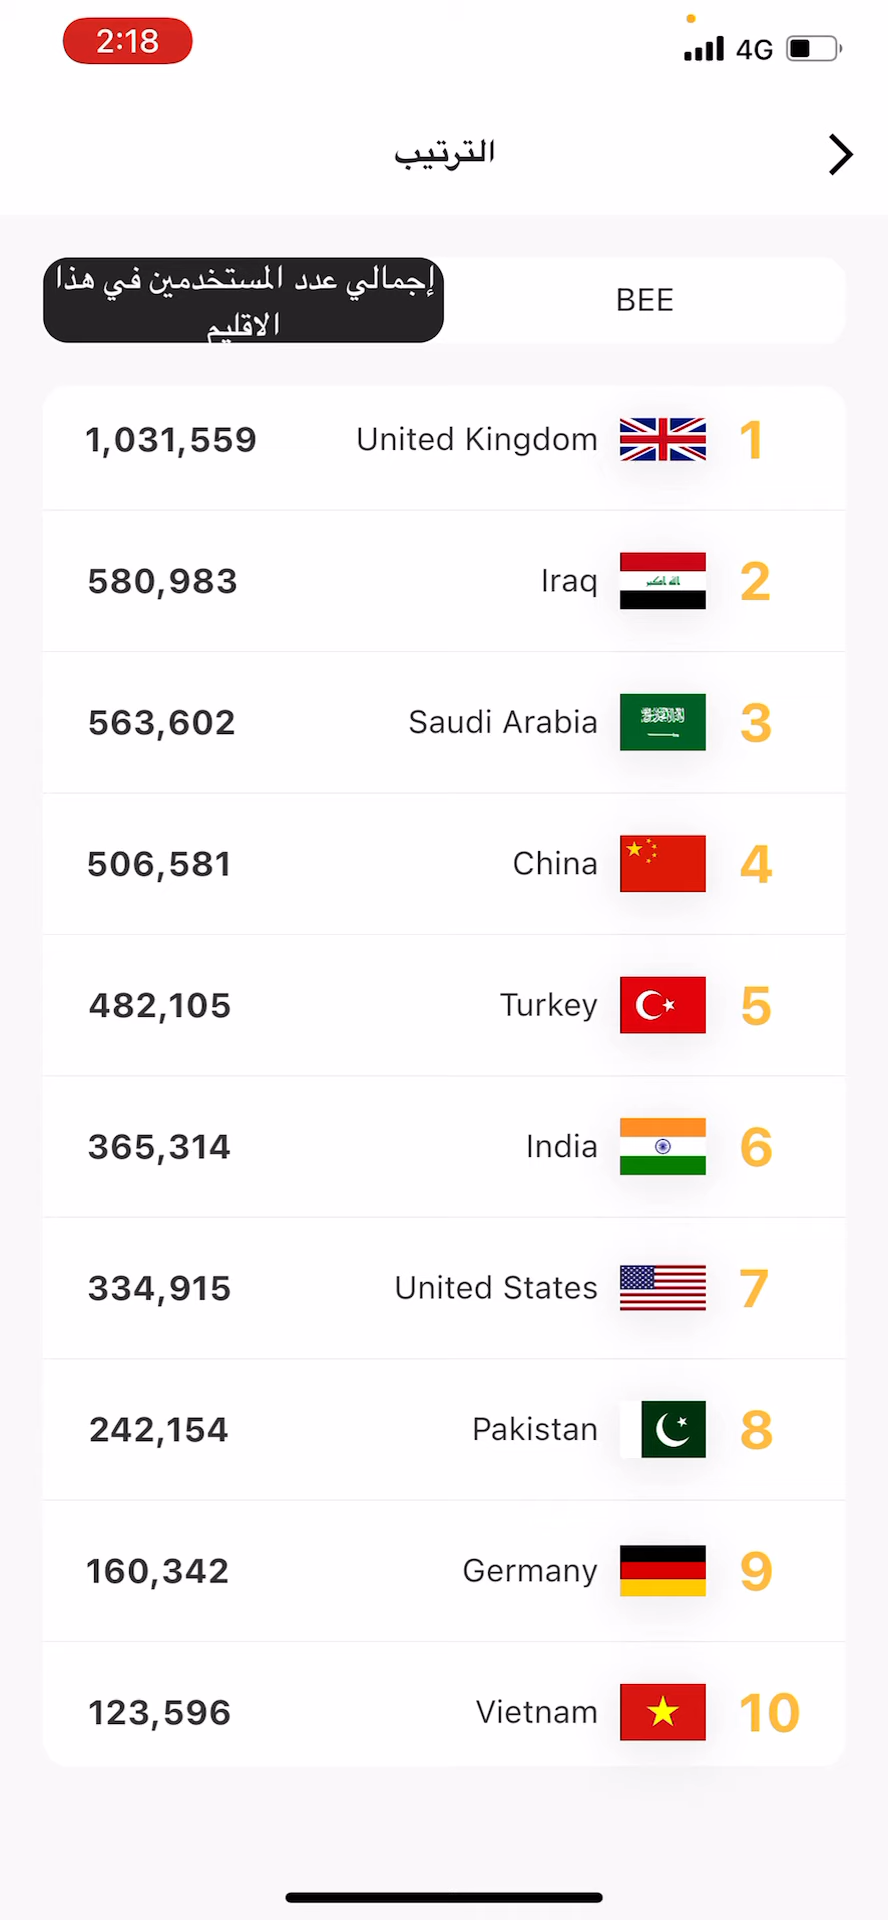 2:18
4G
الترتيب
BEE
إجمالي عدد المستخدمين في هذا
الاقليم
1 United Kingdom 1,031,559
2 Iraq 580,983
3 Saudi Arabia 563,602
4 China 506,581
5 Turkey 482,105
6 India 365,314
7 United States 334,915
8 Pakistan 242,154
9 Germany 160,342
10 Vietnam 123,596